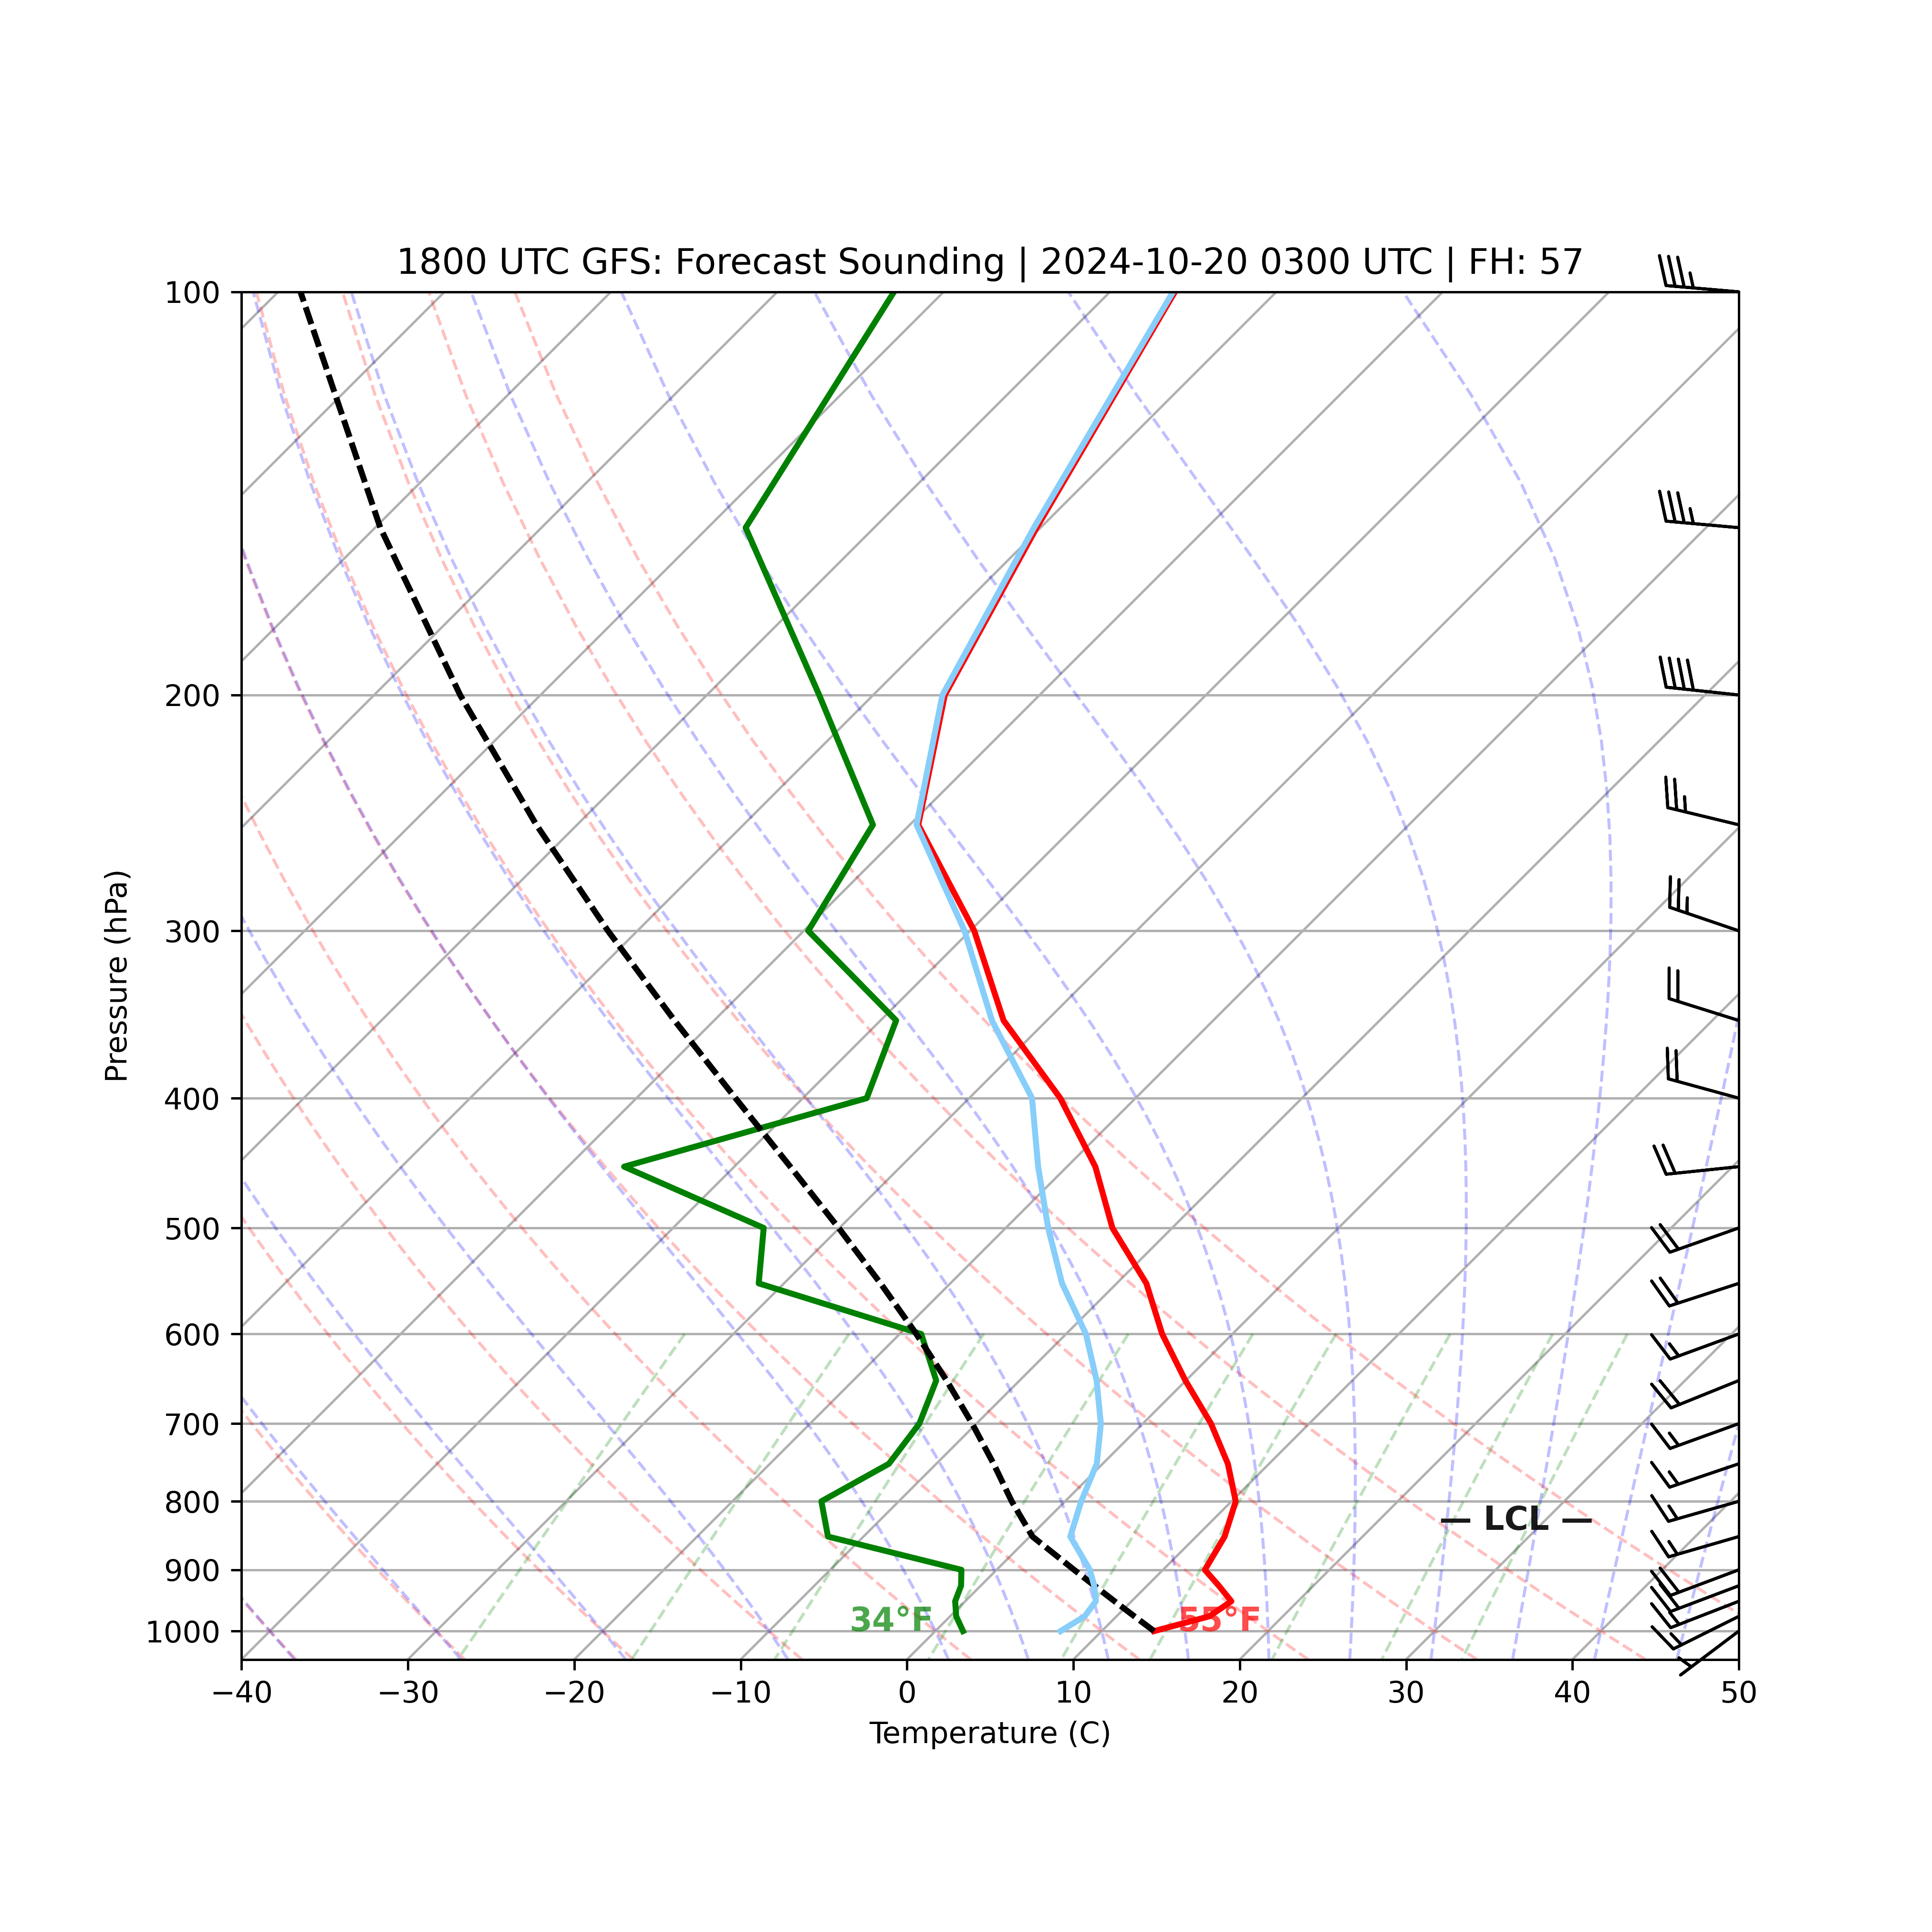 1800 UTC GFS: Forecast Sounding | 2024-10-20 0300 UTC | FH: 57
100
200
300
400
500
600
700
800
900
1000
Pressure (hPa)
— LCL —
34°F
55°F
−40 −30 −20 −10 0 10 20 30 40 50
Temperature (C)